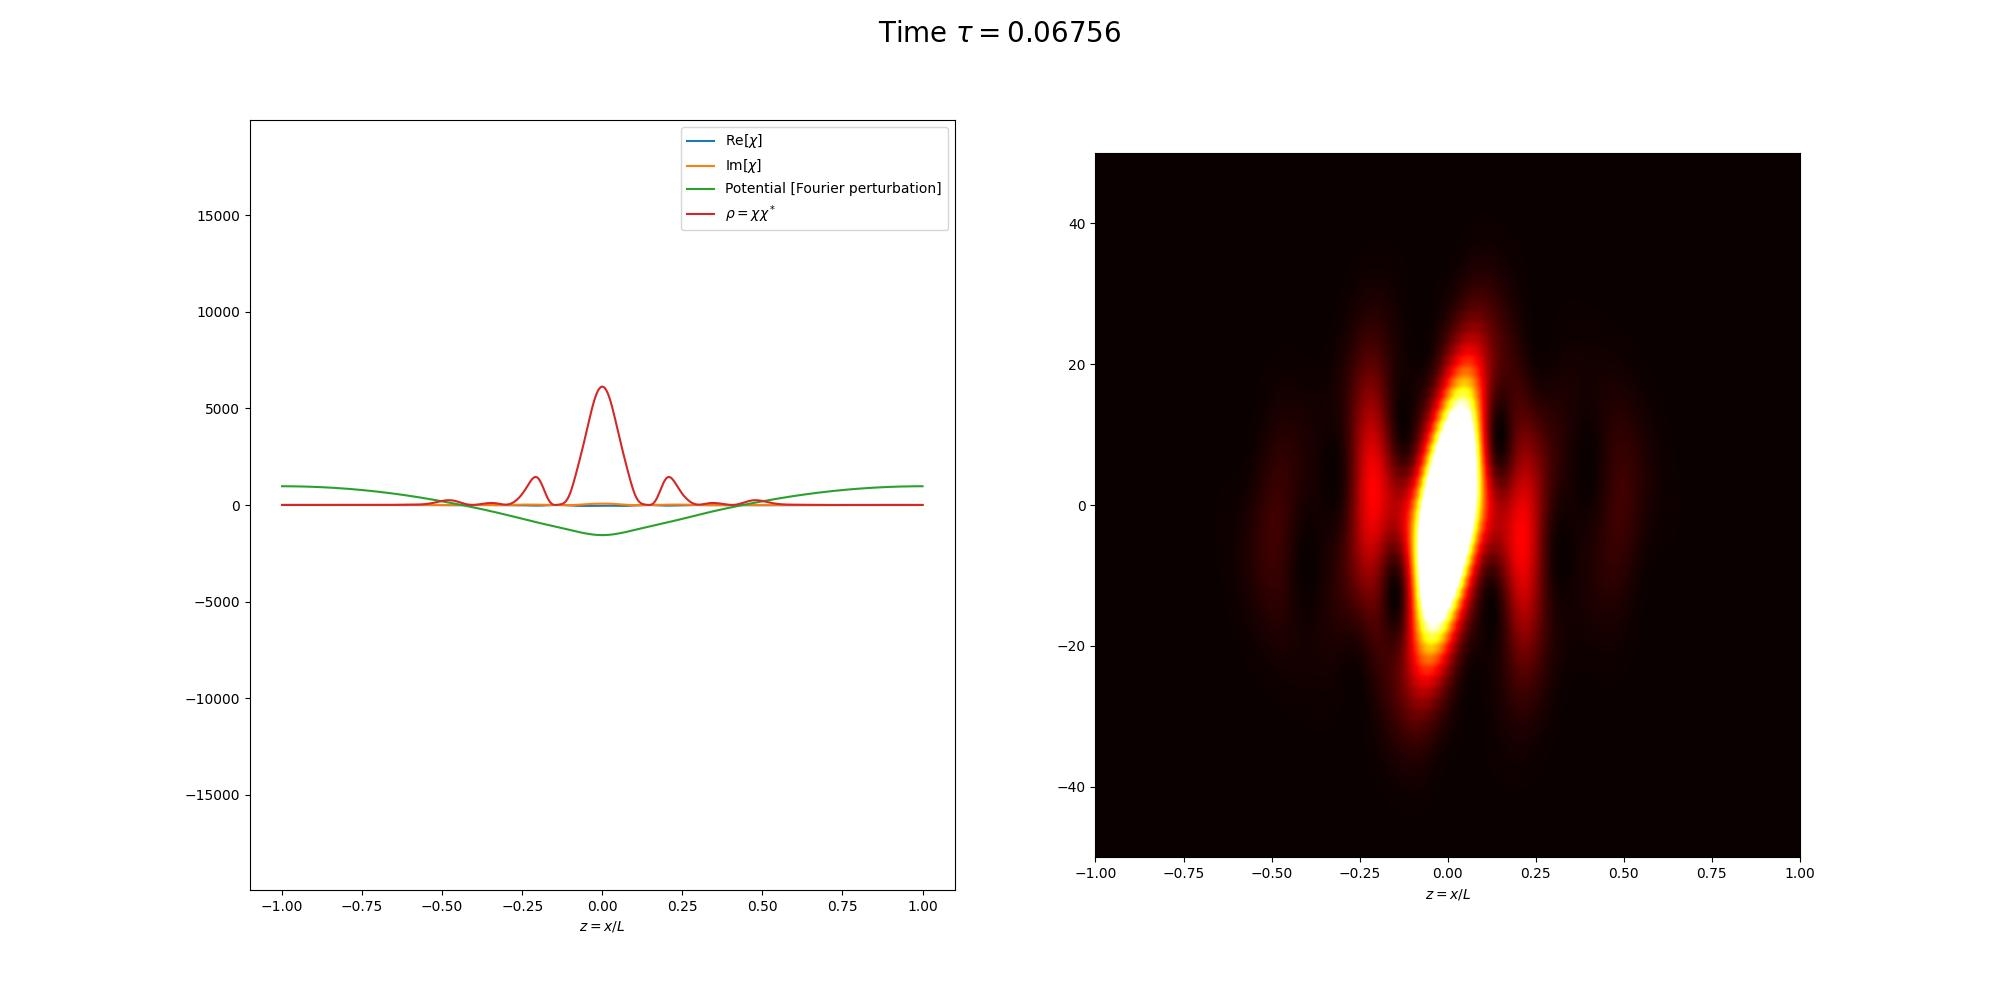 Time τ = 0.06756
Re[χ]
Im[χ]
Potential [Fourier perturbation]
ρ = χχ*
15000
10000
5000
0
−5000
−10000
−15000
−1.00 −0.75 −0.50 −0.25 0.00 0.25 0.50 0.75 1.00
z = x/L
40
20
0
−20
−40
−1.00 −0.75 −0.50 −0.25 0.00 0.25 0.50 0.75 1.00
z = x/L